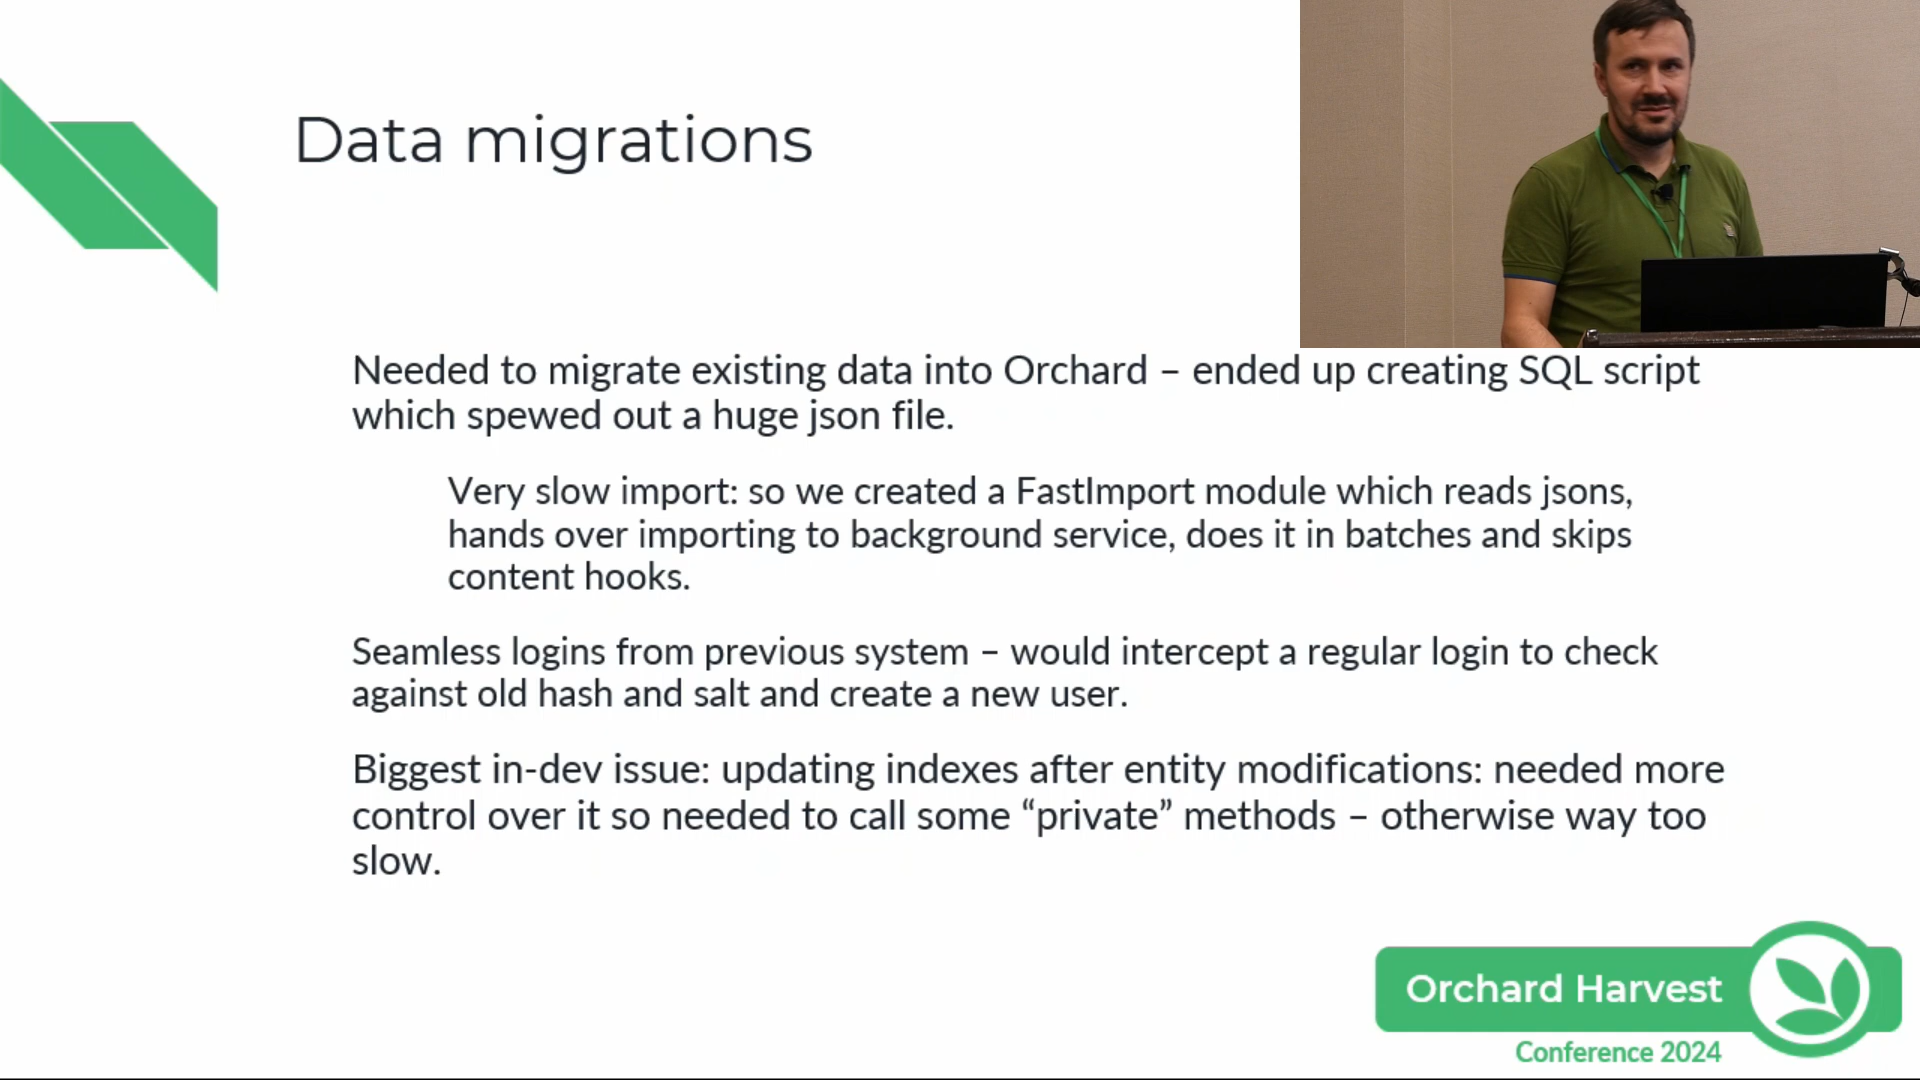 Data migrations
Needed to migrate existing data into Orchard – ended up creating SQL script
which spewed out a huge json file.
Very slow import: so we created a FastImport module which reads jsons,
hands over importing to background service, does it in batches and skips
content hooks.
Seamless logins from previous system – would intercept a regular login to check
against old hash and salt and create a new user.
Biggest in-dev issue: updating indexes after entity modifications: needed more
control over it so needed to call some “private” methods – otherwise way too
slow.
Orchard Harvest
Conference 2024